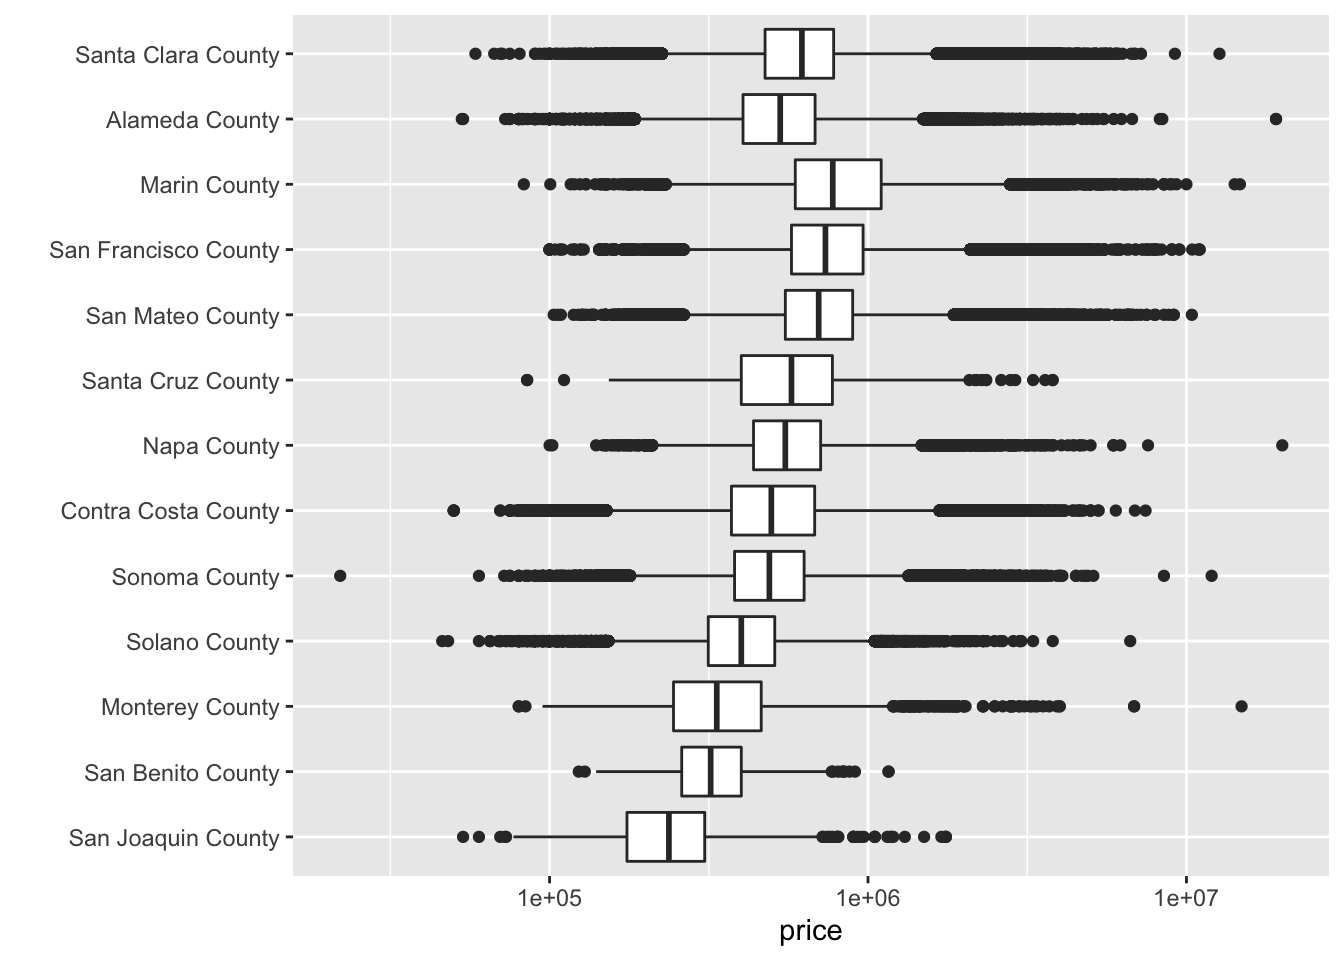 Santa Clara County
Alameda County
Marin County
San Francisco County
San Mateo County
Santa Cruz County
Napa County
Contra Costa County
Sonoma County
Solano County
Monterey County
San Benito County
San Joaquin County
1e+05 1e+06 1e+07
price